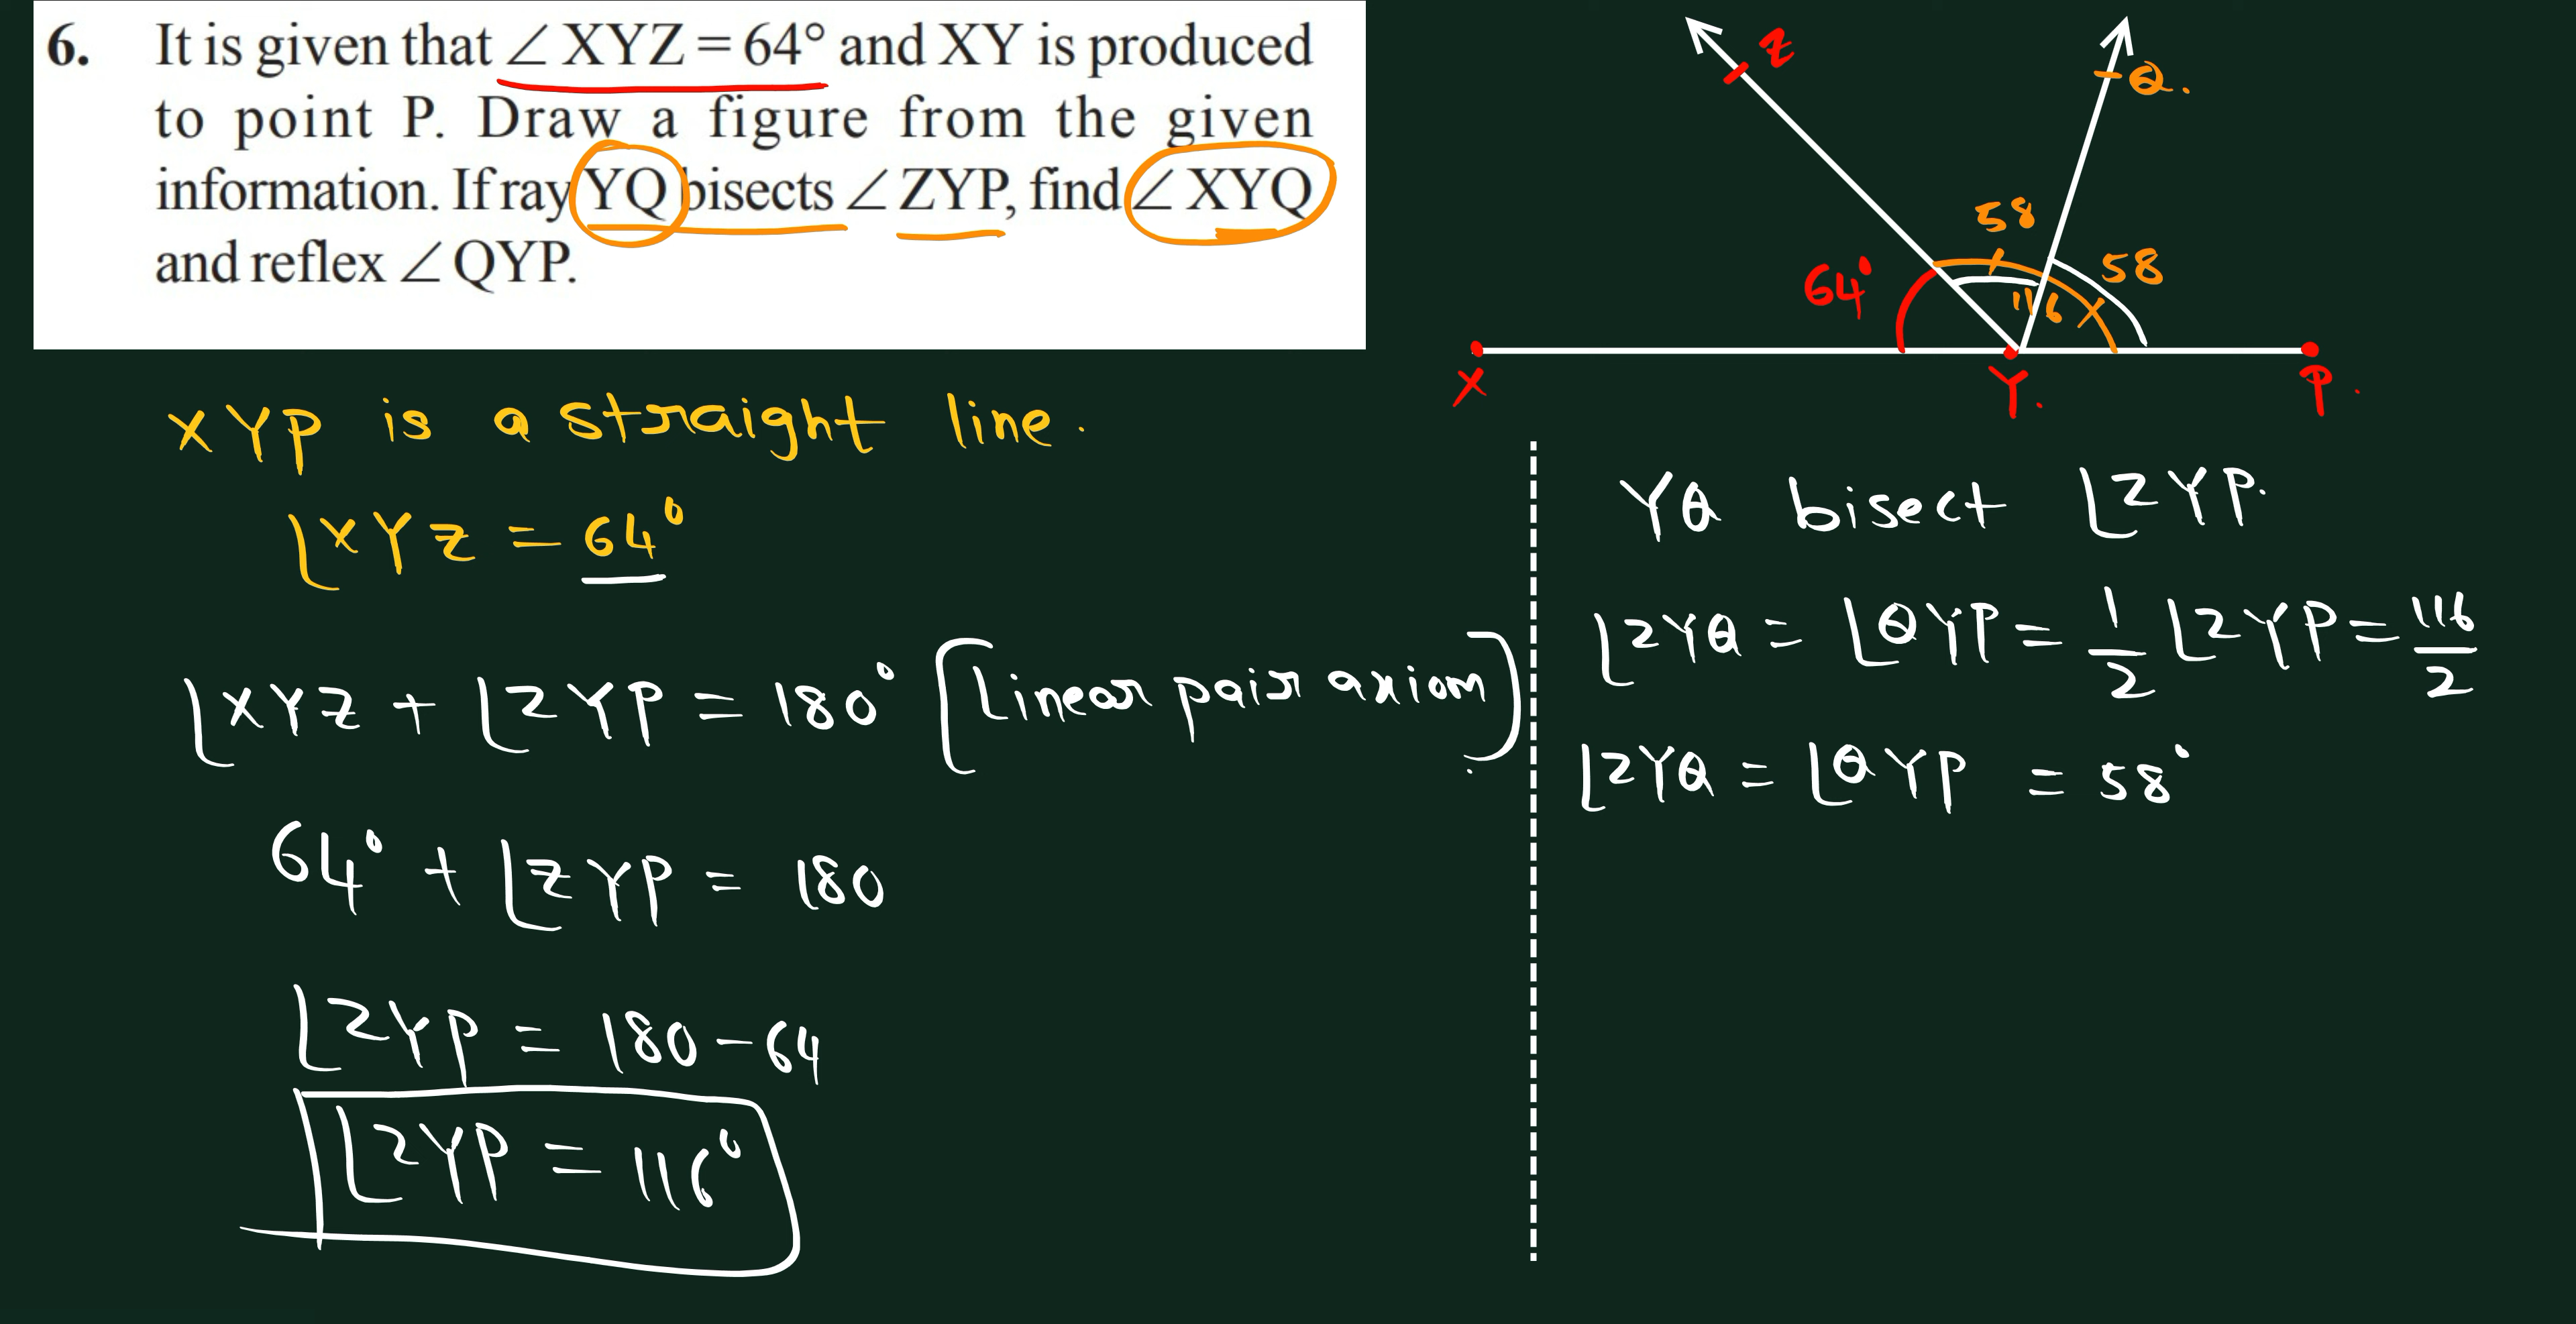 6. It is given that ∠ XYZ = 64° and XY is produced
to point P. Draw a figure from the given
information. If ray YQ bisects ∠ ZYP, find ∠ XYQ
and reflex ∠ QYP.
Z
Q.
58
58
64°
116
X
Y.
P.
XYP is a straight line.
∠XYZ = 64°
∠XYZ + ∠ZYP = 180° [Linear pair axiom]
64° + ∠ZYP = 180
∠ZYP = 180 - 64
∠ZYP = 116°
YQ bisect ∠ZYP.
∠ZYQ = ∠QYP = 1/2 ∠ZYP = 116/2
∠ZYQ = ∠QYP = 58°